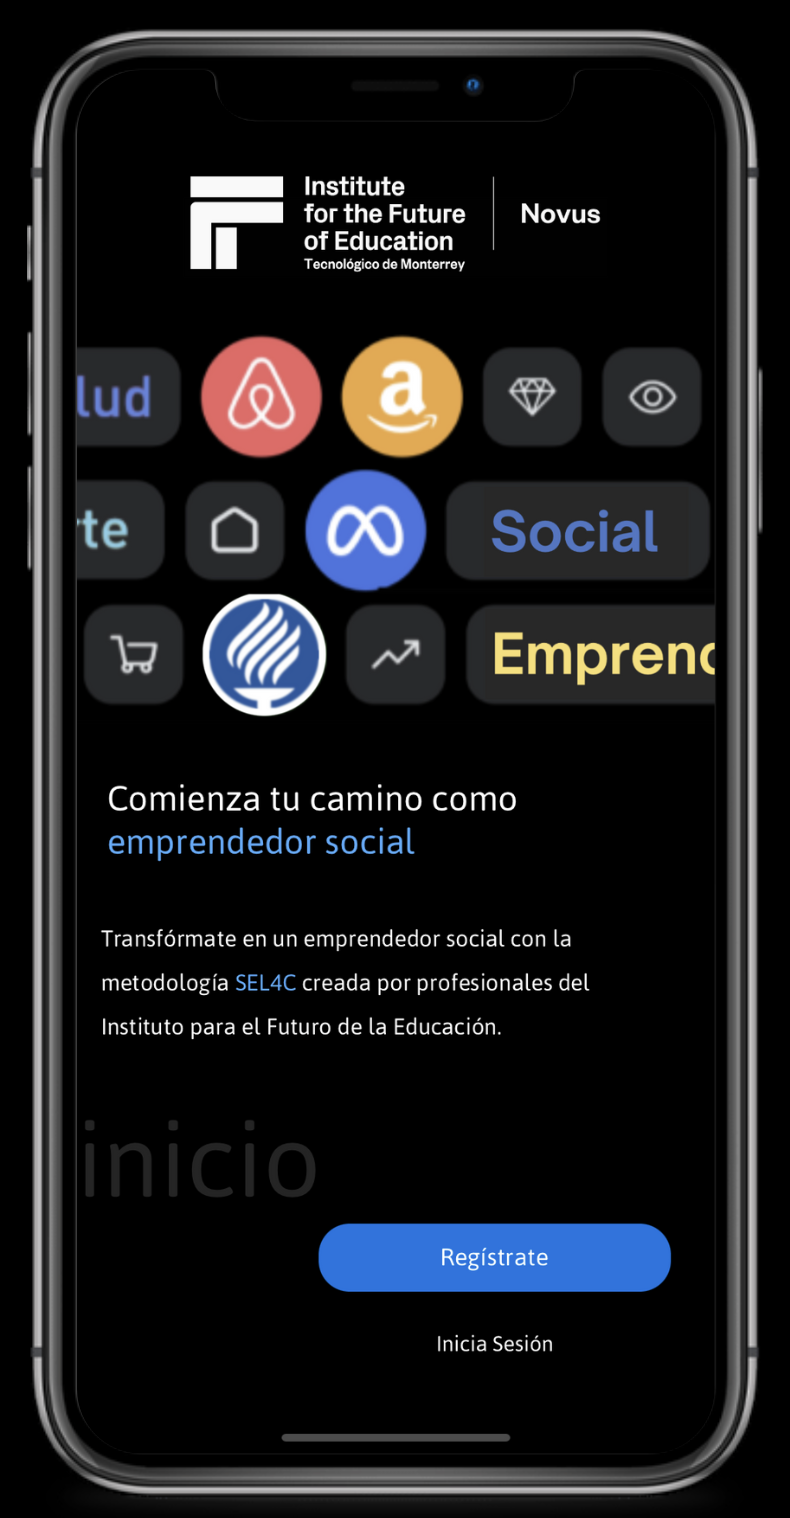 Institute
for the Future
of Education
Tecnológico de Monterrey
Novus
lud
a
te
Social
Emprend
Comienza tu camino como
emprendedor social
Transfórmate en un emprendedor social con la
metodología SEL4C creada por profesionales del
Instituto para el Futuro de la Educación.
inicio
Regístrate
Inicia Sesión